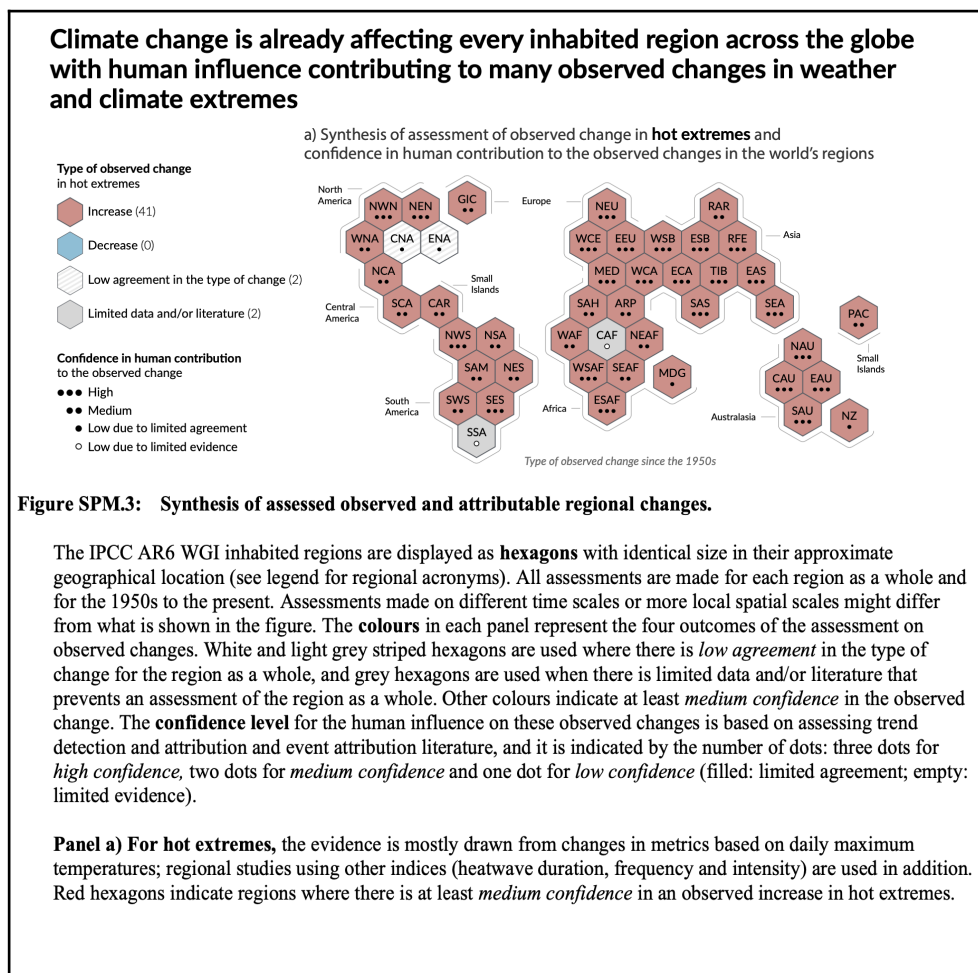 Climate change is already affecting every inhabited region across the globe
with human influence contributing to many observed changes in weather
and climate extremes
a) Synthesis of assessment of observed change in hot extremes and
confidence in human contribution to the observed changes in the world's regions
Type of observed change
in hot extremes
Increase (41)
Decrease (0)
Low agreement in the type of change (2)
Limited data and/or literature (2)
Confidence in human contribution
to the observed change
●●● High
●● Medium
● Low due to limited agreement
○ Low due to limited evidence
North
America
NWN NEN GIC
WNA CNA ENA
NCA
Central
America
SCA CAR
Small
Islands
NWS NSA
SAM NES
South
America
SWS SES
SSA
Europe
NEU RAR
WCE EEU WSB ESB RFE
Asia
MED WCA ECA TIB EAS
SAH ARP SAS SEA
WAF CAF NEAF
WSAF SEAF MDG
Africa
ESAF
PAC
Small
Islands
NAU
CAU EAU
Australasia
SAU NZ
Type of observed change since the 1950s
Figure SPM.3: Synthesis of assessed observed and attributable regional changes.
The IPCC AR6 WGI inhabited regions are displayed as hexagons with identical size in their approximate
geographical location (see legend for regional acronyms). All assessments are made for each region as a whole and
for the 1950s to the present. Assessments made on different time scales or more local spatial scales might differ
from what is shown in the figure. The colours in each panel represent the four outcomes of the assessment on
observed changes. White and light grey striped hexagons are used where there is low agreement in the type of
change for the region as a whole, and grey hexagons are used when there is limited data and/or literature that
prevents an assessment of the region as a whole. Other colours indicate at least medium confidence in the observed
change. The confidence level for the human influence on these observed changes is based on assessing trend
detection and attribution and event attribution literature, and it is indicated by the number of dots: three dots for
high confidence, two dots for medium confidence and one dot for low confidence (filled: limited agreement; empty:
limited evidence).
Panel a) For hot extremes, the evidence is mostly drawn from changes in metrics based on daily maximum
temperatures; regional studies using other indices (heatwave duration, frequency and intensity) are used in addition.
Red hexagons indicate regions where there is at least medium confidence in an observed increase in hot extremes.